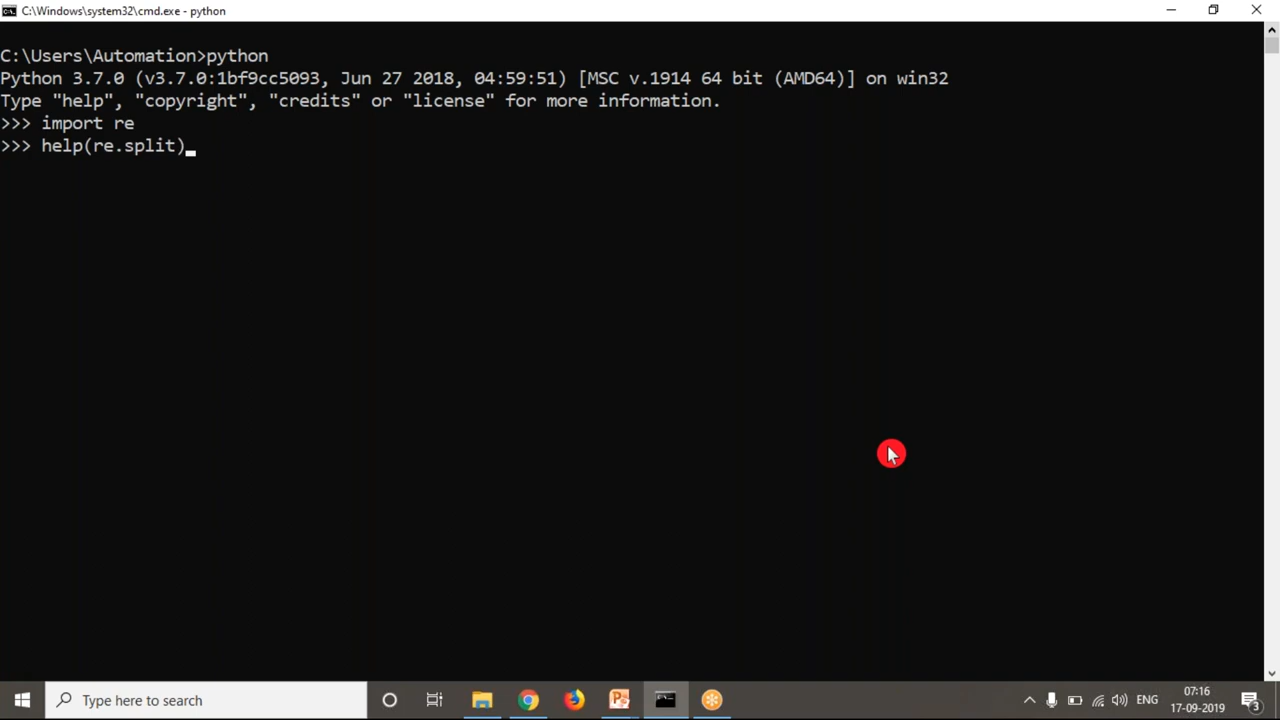 C:\Windows\system32\cmd.exe - python
C:\Users\Automation>python
Python 3.7.0 (v3.7.0:1bf9cc5093, Jun 27 2018, 04:59:51) [MSC v.1914 64 bit (AMD64)] on win32
Type "help", "copyright", "credits" or "license" for more information.
>>> import re
>>> help(re.split)
Type here to search
ENG
07:16
17-09-2019
3